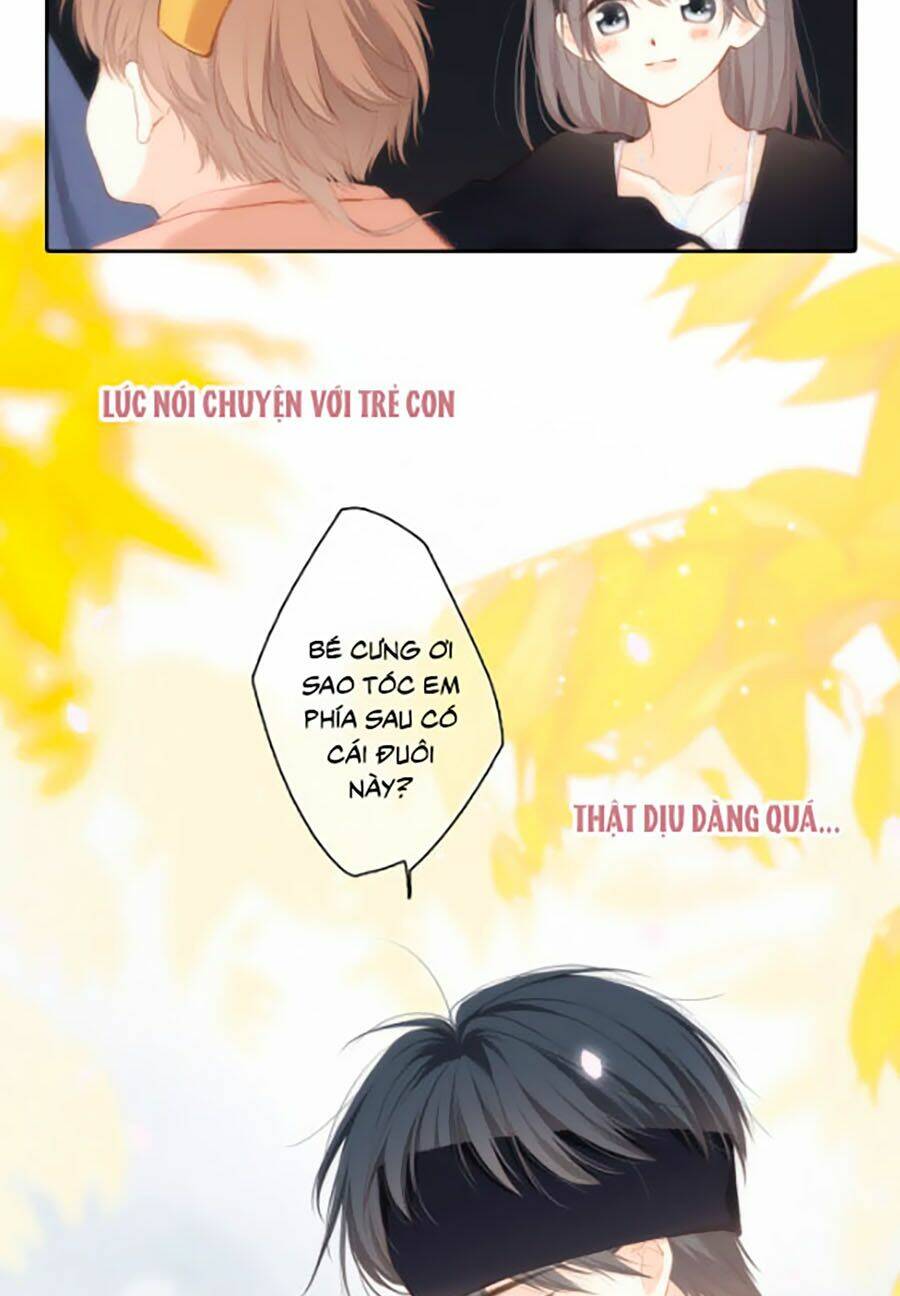 LÚC NÓI CHUYỆN VỚI TRẺ CON
BÉ CƯNG ƠI
SAO TÓC EM
PHÍA SAU CÓ
CÁI ĐUÔI
NÀY?
THẬT DỊU DÀNG QUÁ...